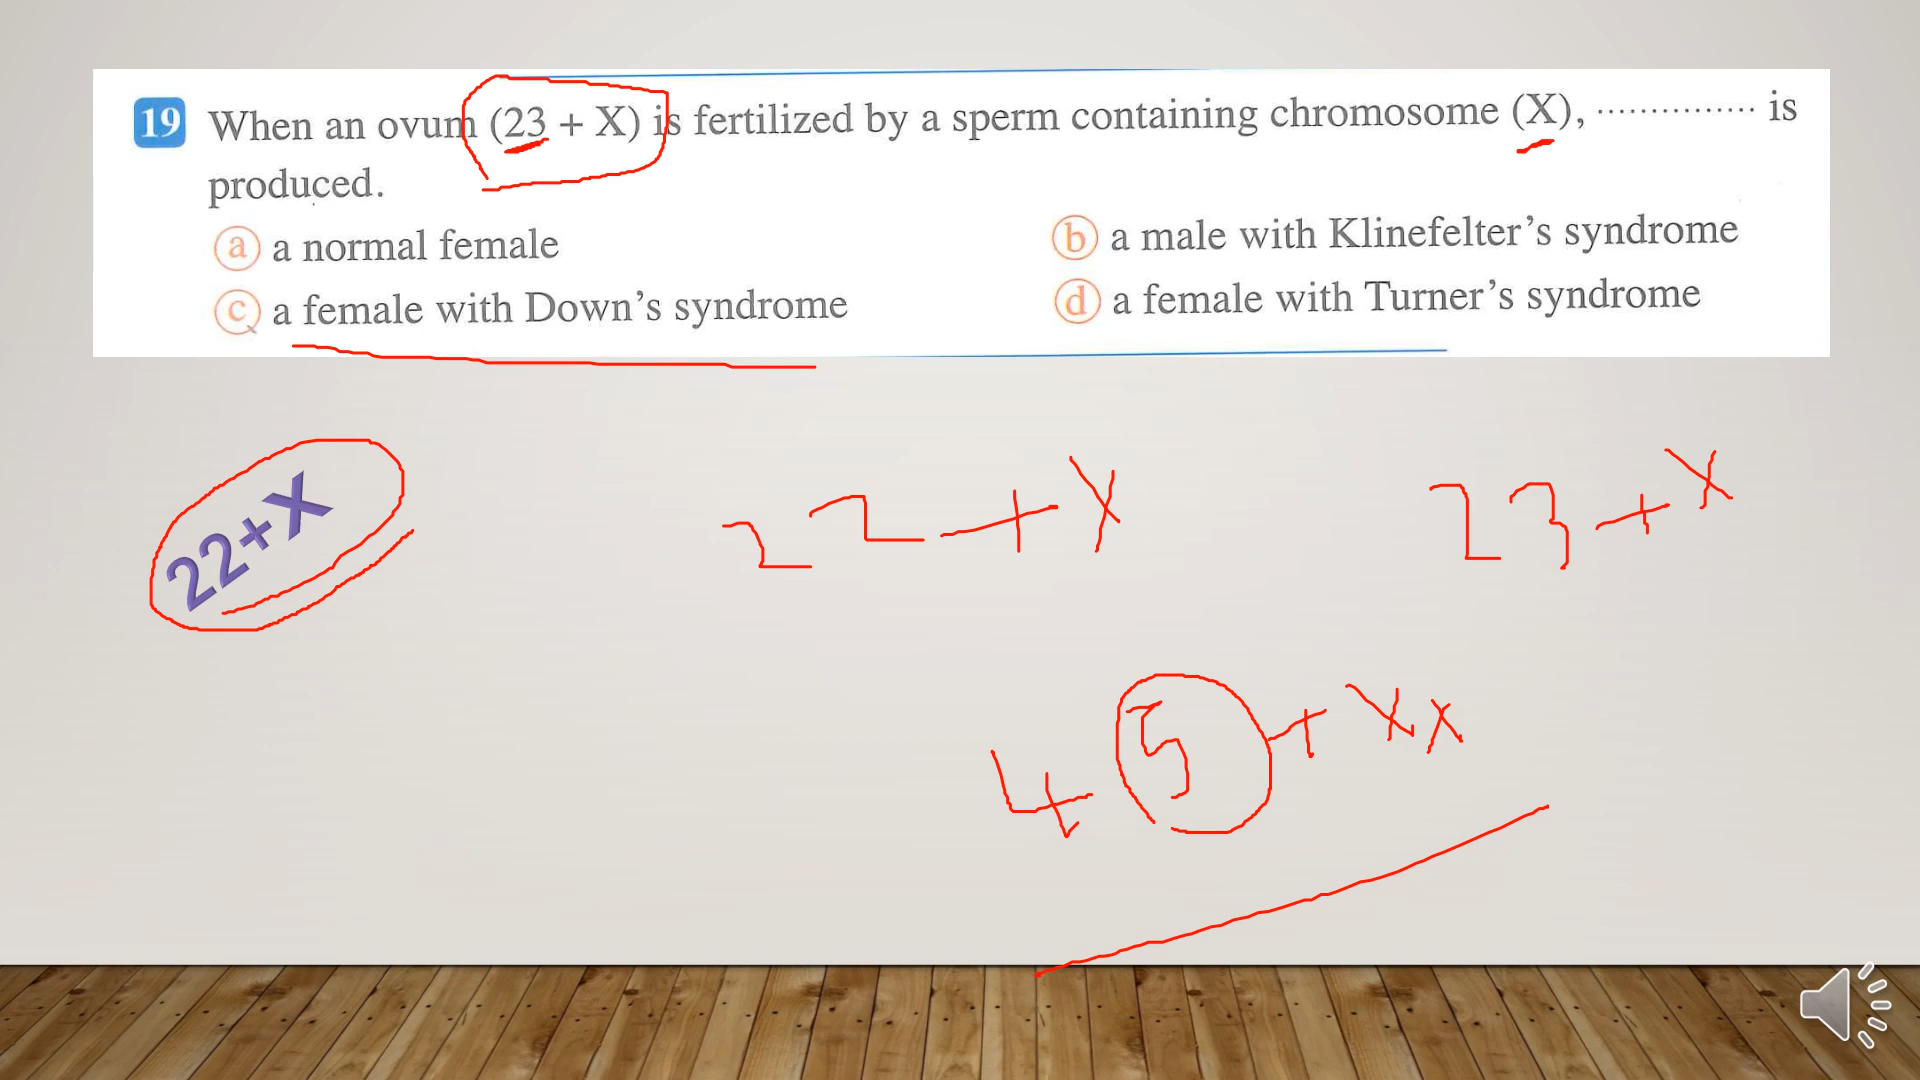 19 When an ovum (23 + X) is fertilized by a sperm containing chromosome (X), ............... is
produced.
a a normal female
b a male with Klinefelter's syndrome
c a female with Down's syndrome
d a female with Turner's syndrome
22+X
22+X
23+X
45+XX